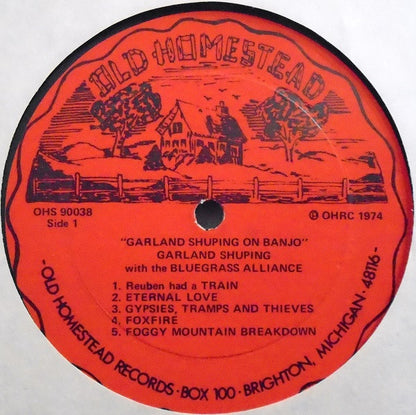 OLD HOMESTEAD
OHS 90038
Side 1
℗ OHRC 1974
"GARLAND SHUPING ON BANJO"
GARLAND SHUPING
with the BLUEGRASS ALLIANCE
1. Reuben had a TRAIN
2. ETERNAL LOVE
3. GYPSIES, TRAMPS AND THIEVES
4. FOXFIRE
5. FOGGY MOUNTAIN BREAKDOWN
- OLD HOMESTEAD RECORDS - BOX 100 - BRIGHTON, MICHIGAN - 48116 -